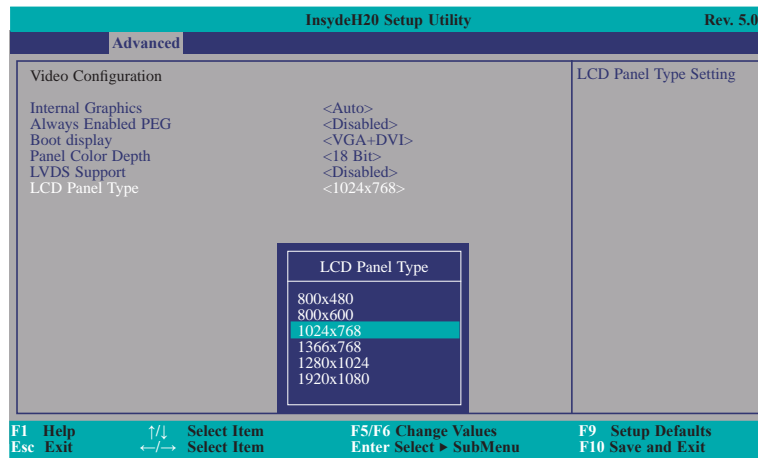 InsydeH20 Setup Utility Rev. 5.0
Advanced
Video Configuration
LCD Panel Type Setting
Internal Graphics <Auto>
Always Enabled PEG <Disabled>
Boot display <VGA+DVI>
Panel Color Depth <18 Bit>
LVDS Support <Disabled>
LCD Panel Type <1024x768>
LCD Panel Type
800x480
800x600
1024x768
1366x768
1280x1024
1920x1080
F1 Help ↑/↓ Select Item F5/F6 Change Values F9 Setup Defaults
Esc Exit ←/→ Select Item Enter Select ► SubMenu F10 Save and Exit